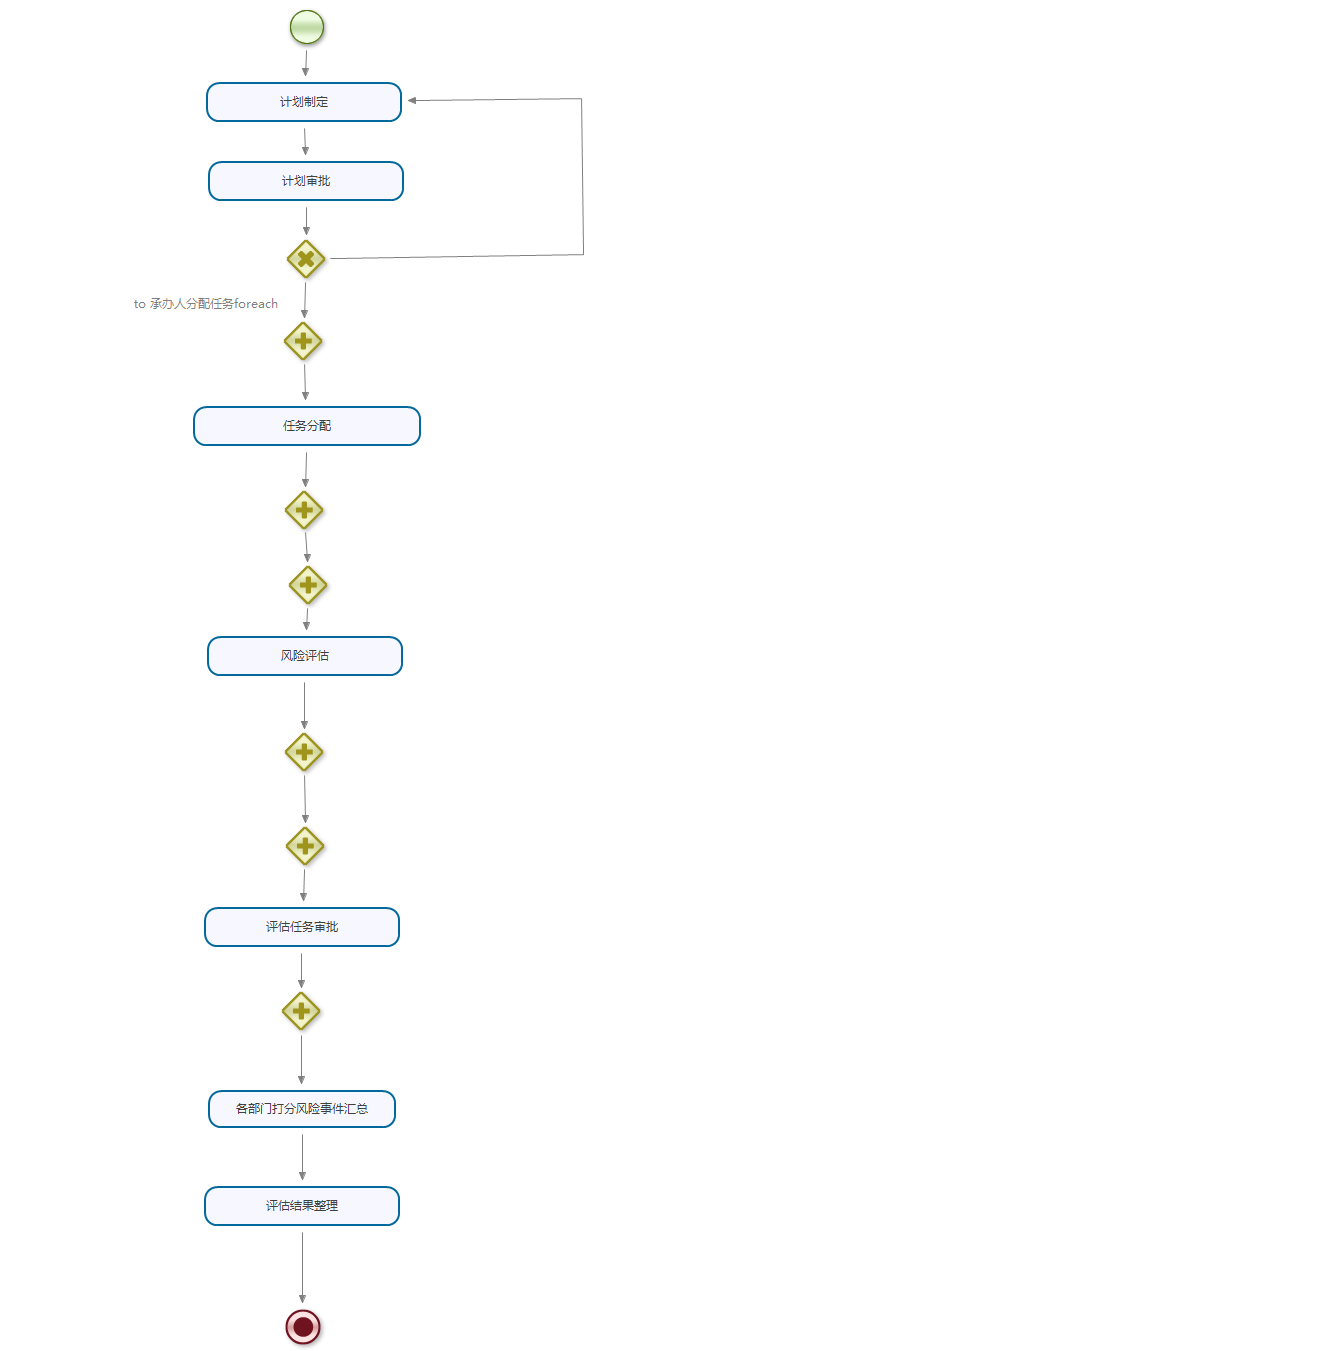 计划制定
计划审批
to 承办人分配任务foreach
任务分配
风险评估
评估任务审批
各部门打分风险事件汇总
评估结果整理